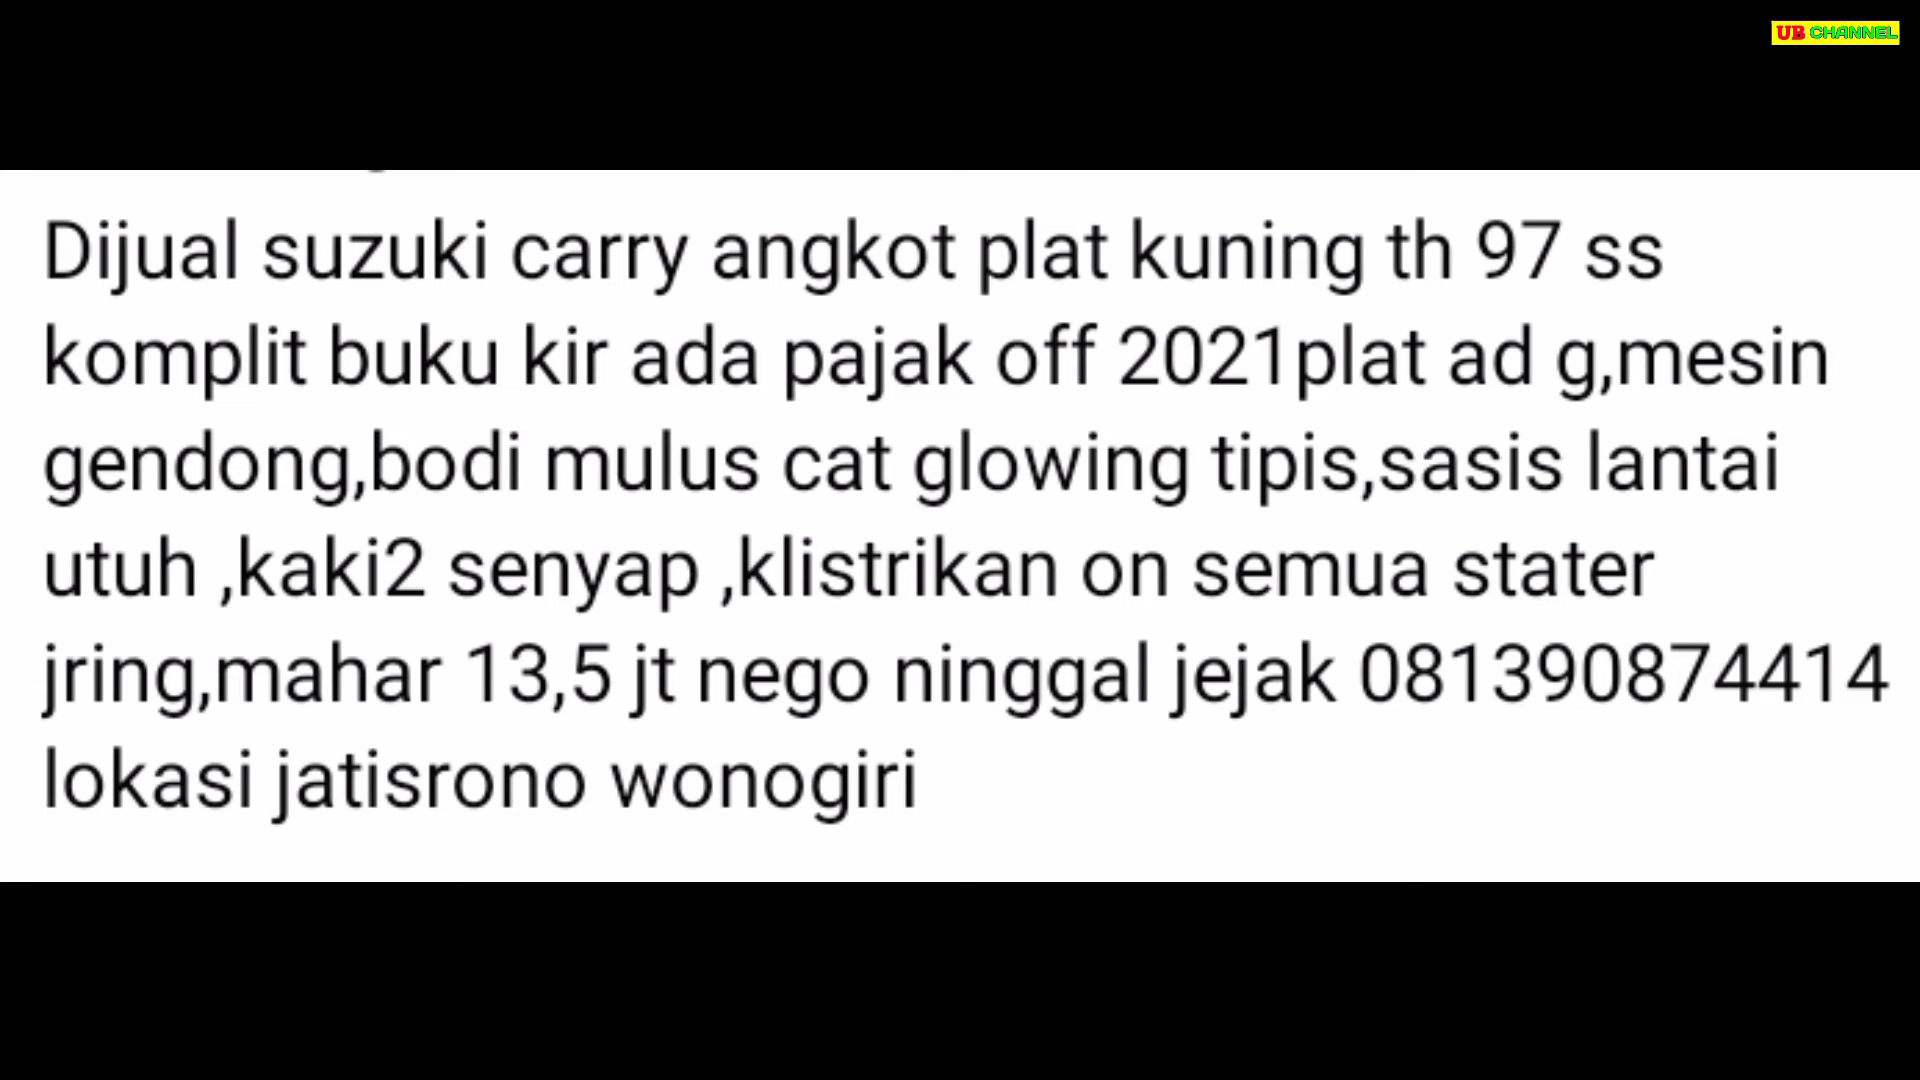 UB CHANNEL
Dijual suzuki carry angkot plat kuning th 97 ss
komplit buku kir ada pajak off 2021plat ad g,mesin
gendong,bodi mulus cat glowing tipis,sasis lantai
utuh ,kaki2 senyap ,klistrikan on semua stater
jring,mahar 13,5 jt nego ninggal jejak 081390874414
lokasi jatisrono wonogiri